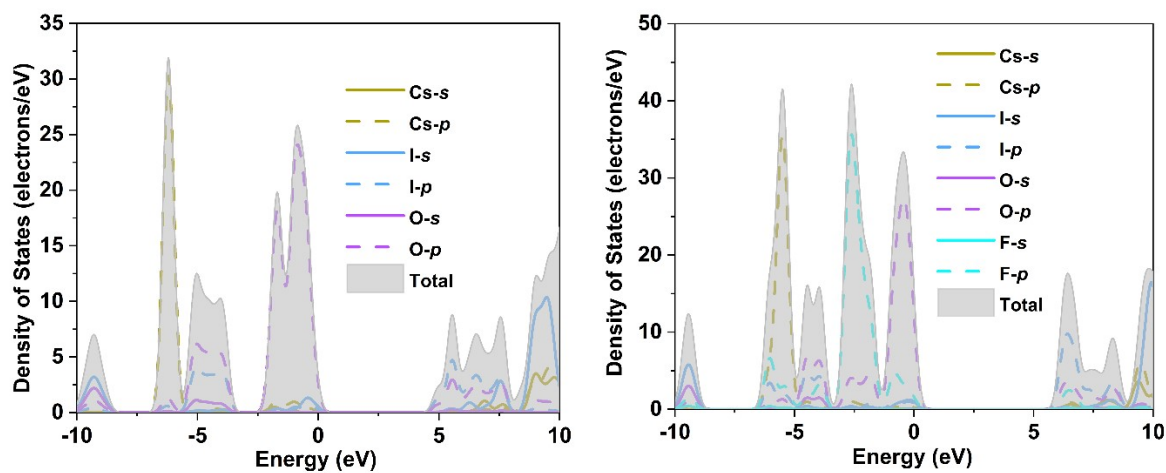 Density of States (electrons/eV)
35
30
25
20
15
10
5
0
-10
-5
0
5
10
Energy (eV)
Cs-s
Cs-p
I-s
I-p
O-s
O-p
Total
Density of States (electrons/eV)
50
40
30
20
10
0
-10
-5
0
5
10
Energy (eV)
Cs-s
Cs-p
I-s
I-p
O-s
O-p
F-s
F-p
Total